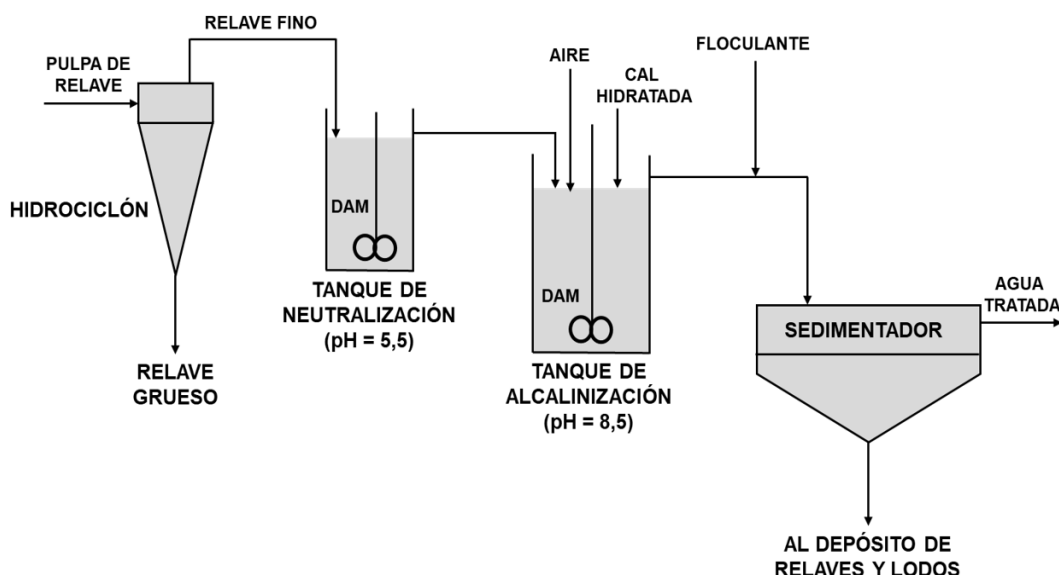 RELAVE FINO
PULPA DE
RELAVE
HIDROCICLÓN
RELAVE
GRUESO
DAM
TANQUE DE
NEUTRALIZACIÓN
(pH = 5,5)
AIRE
CAL
HIDRATADA
FLOCULANTE
DAM
TANQUE DE
ALCALINIZACIÓN
(pH = 8,5)
SEDIMENTADOR
AGUA
TRATADA
AL DEPÓSITO DE
RELAVES Y LODOS